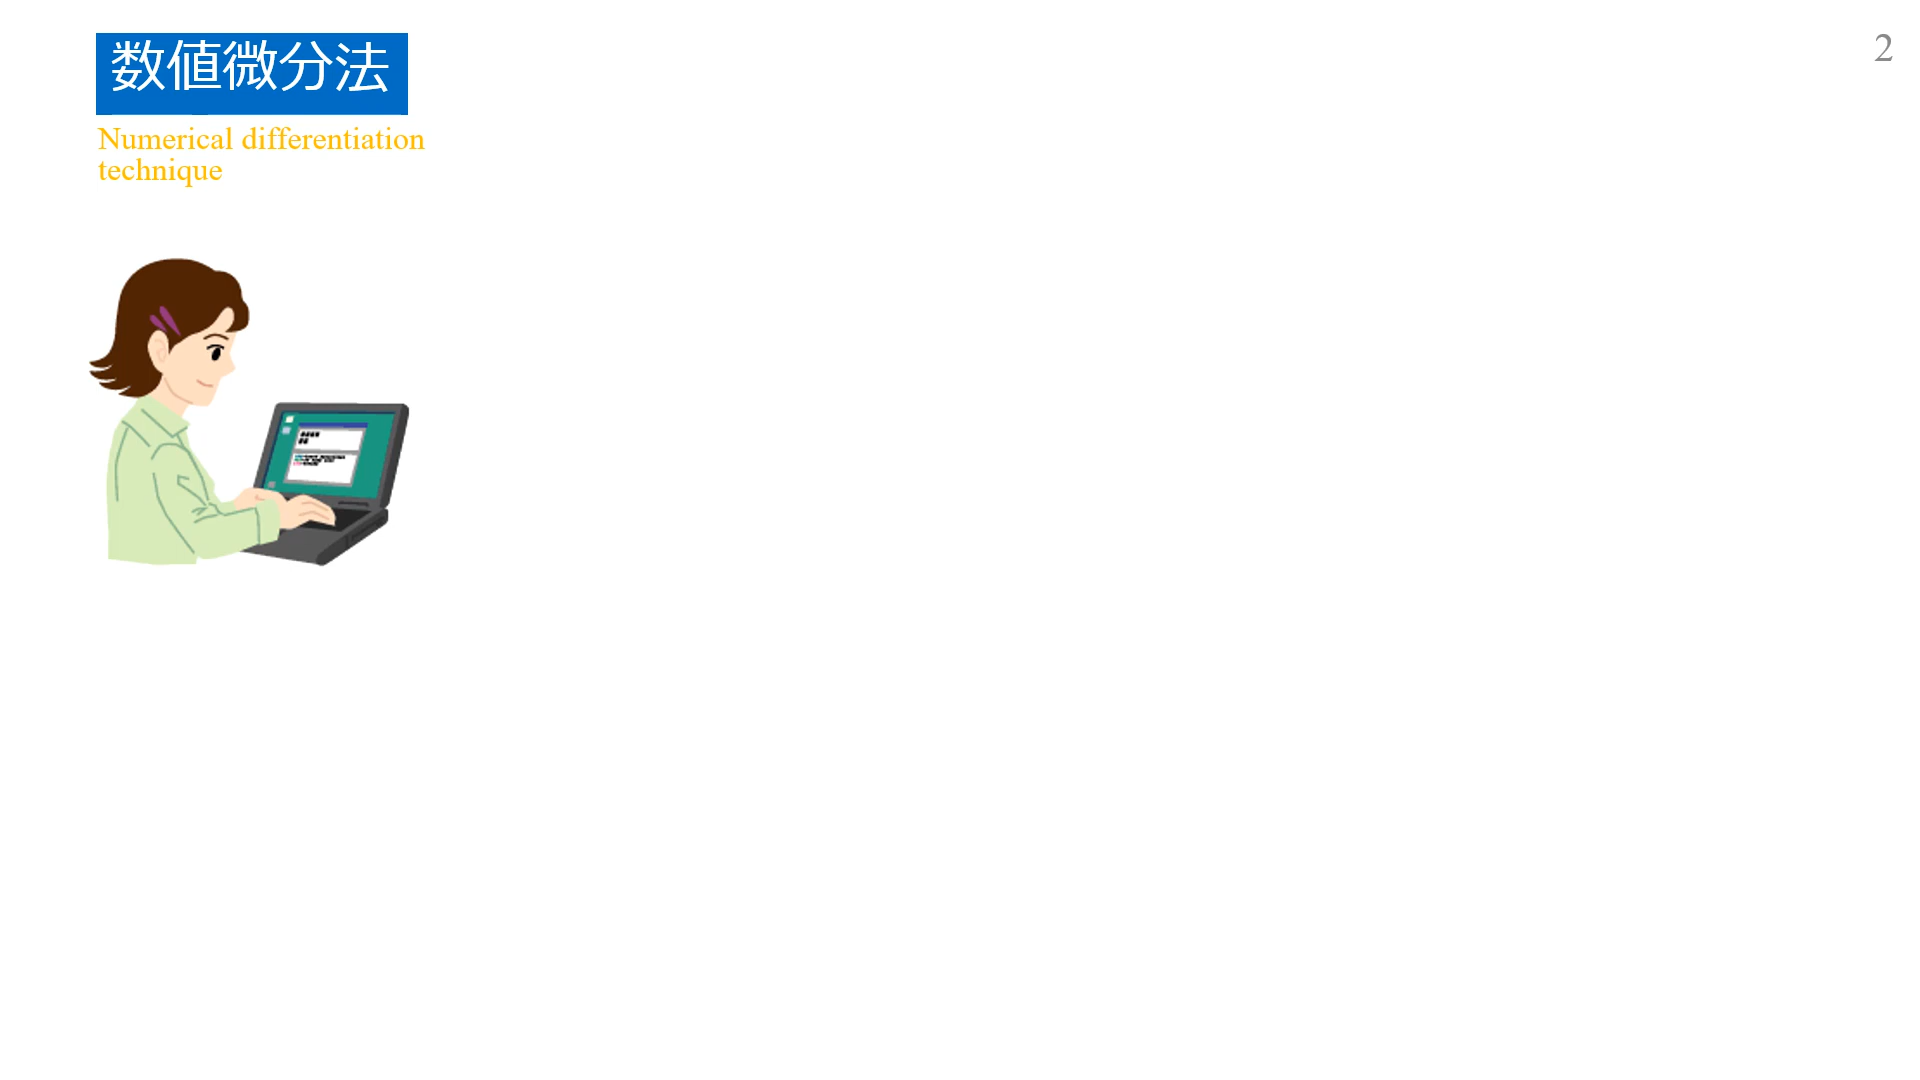 数値微分法
2
Numerical differentiation
technique